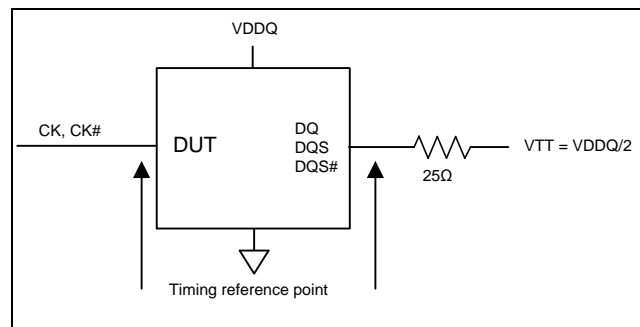 VDDQ
CK, CK#
DUT
DQ
DQS
DQS#
VTT = VDDQ/2
25Ω
Timing reference point